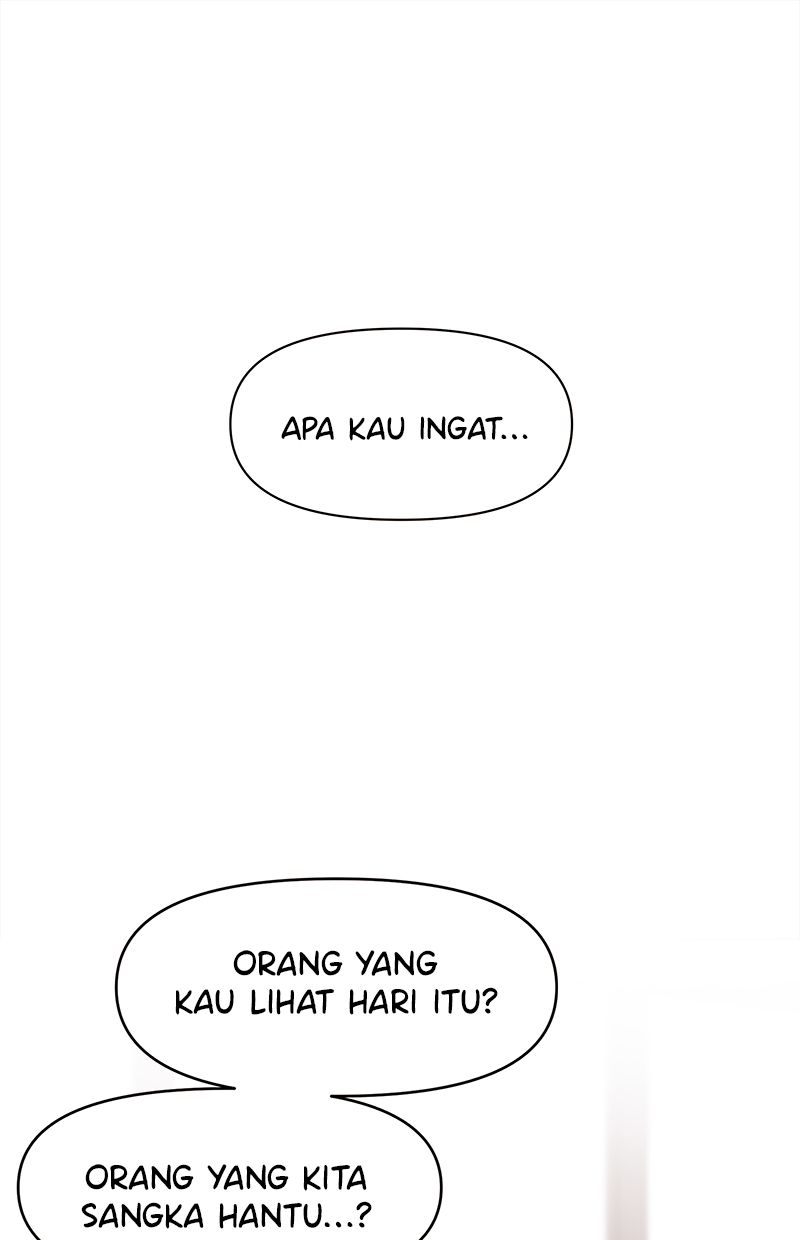 APA KAU INGAT...
ORANG YANG
KAU LIHAT HARI ITU?
ORANG YANG KITA
SANGKA HANTU...?